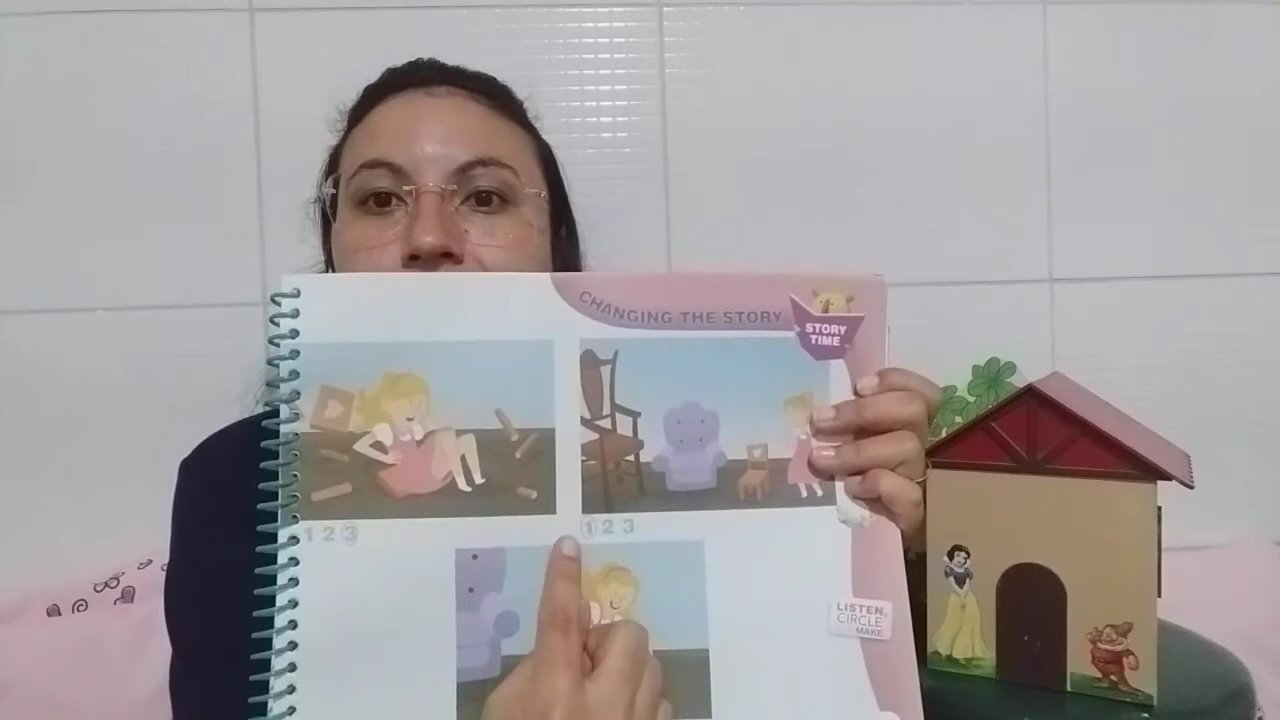 CHANGING THE STORY
STORY
TIME
1 2 3
1 2 3
LISTEN,
CIRCLE
MAKE